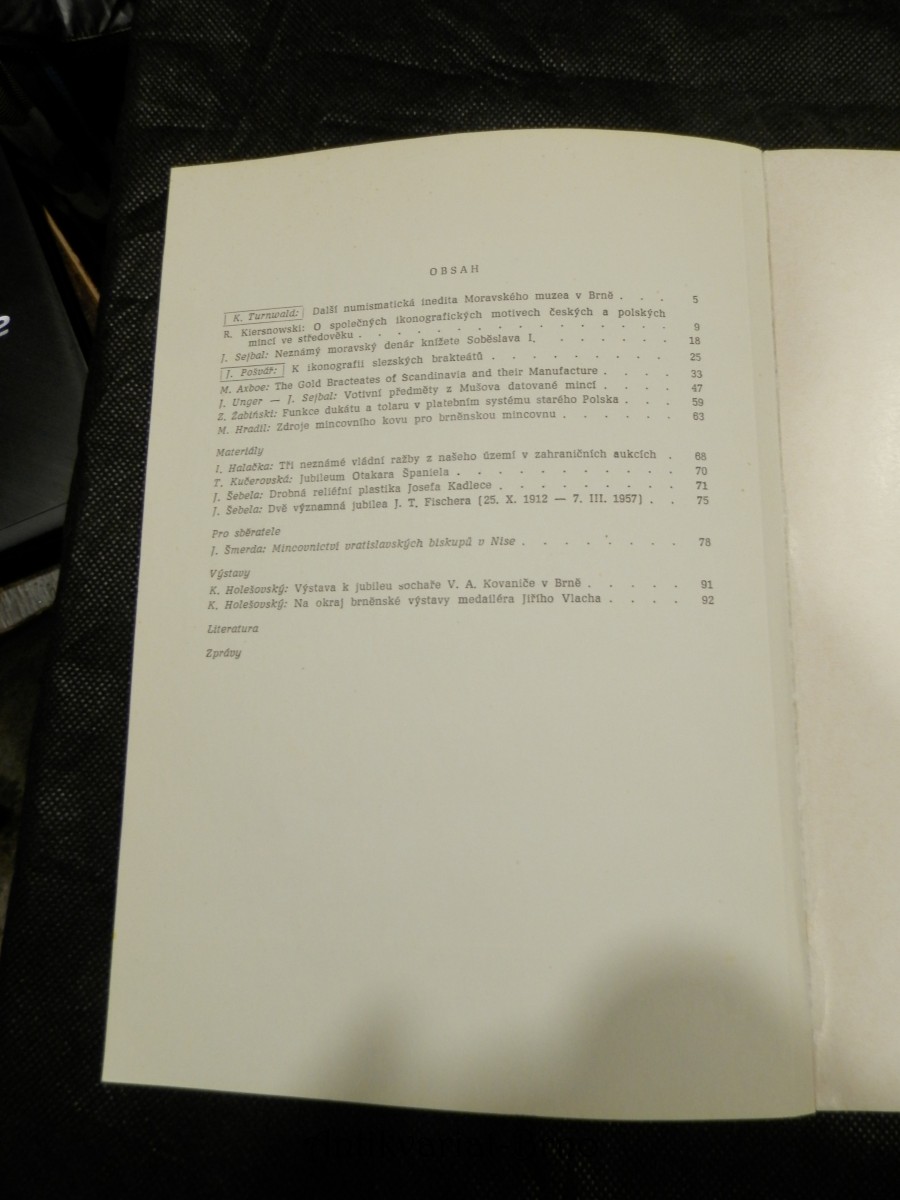 OBSAH
K. Turnwald: Další numismatická inedita Moravského muzea v Brně . . . 5
R. Kiersnowski: O společných ikonografických motivech českých a polských
mincí ve středověku . . . . . . . . . . . . . . . 9
J. Sejbal: Neznámý moravský denár knížete Soběslava I. . . . . . . 18
J. Pošvář: K ikonografii slezských brakteátů . . . . . . . . 25
M. Axboe: The Gold Bracteates of Scandinavia and their Manufacture . . . . 33
J. Unger — J. Sejbal: Votivní předměty z Mušova datované mincí . . . . 47
Z. Żabiński: Funkce dukátu a tolaru v platebním systému starého Polska . . . 59
M. Hradil: Zdroje mincovního kovu pro brněnskou mincovnu . . . . . . 63
Materiály
I. Halačka: Tři neznámé vládní ražby z našeho území v zahraničních aukcích . 68
T. Kučerovská: Jubileum Otakara Španiela . . . . . . . . . . 70
J. Šebela: Drobná reliéfní plastika Josefa Kadlece . . . . . . . . 71
J. Šebela: Dvě významná jubilea J. T. Fischera [25. X. 1912 — 7. III. 1957] . . 75
Pro sběratele
J. Šmerda: Mincovnictví vratislavských biskupů v Nise . . . . . . . 78
Výstavy
K. Holešovský: Výstava k jubileu sochaře V. A. Kovaniče v Brně . . . . . 91
K. Holešovský: Na okraj brněnské výstavy medailéra Jiřího Vlacha . . . . 92
Literatura
Zprávy